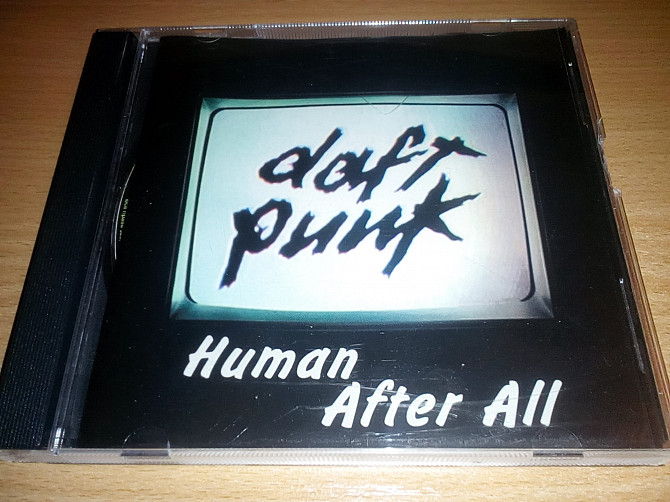 daft
punk
Human
After All